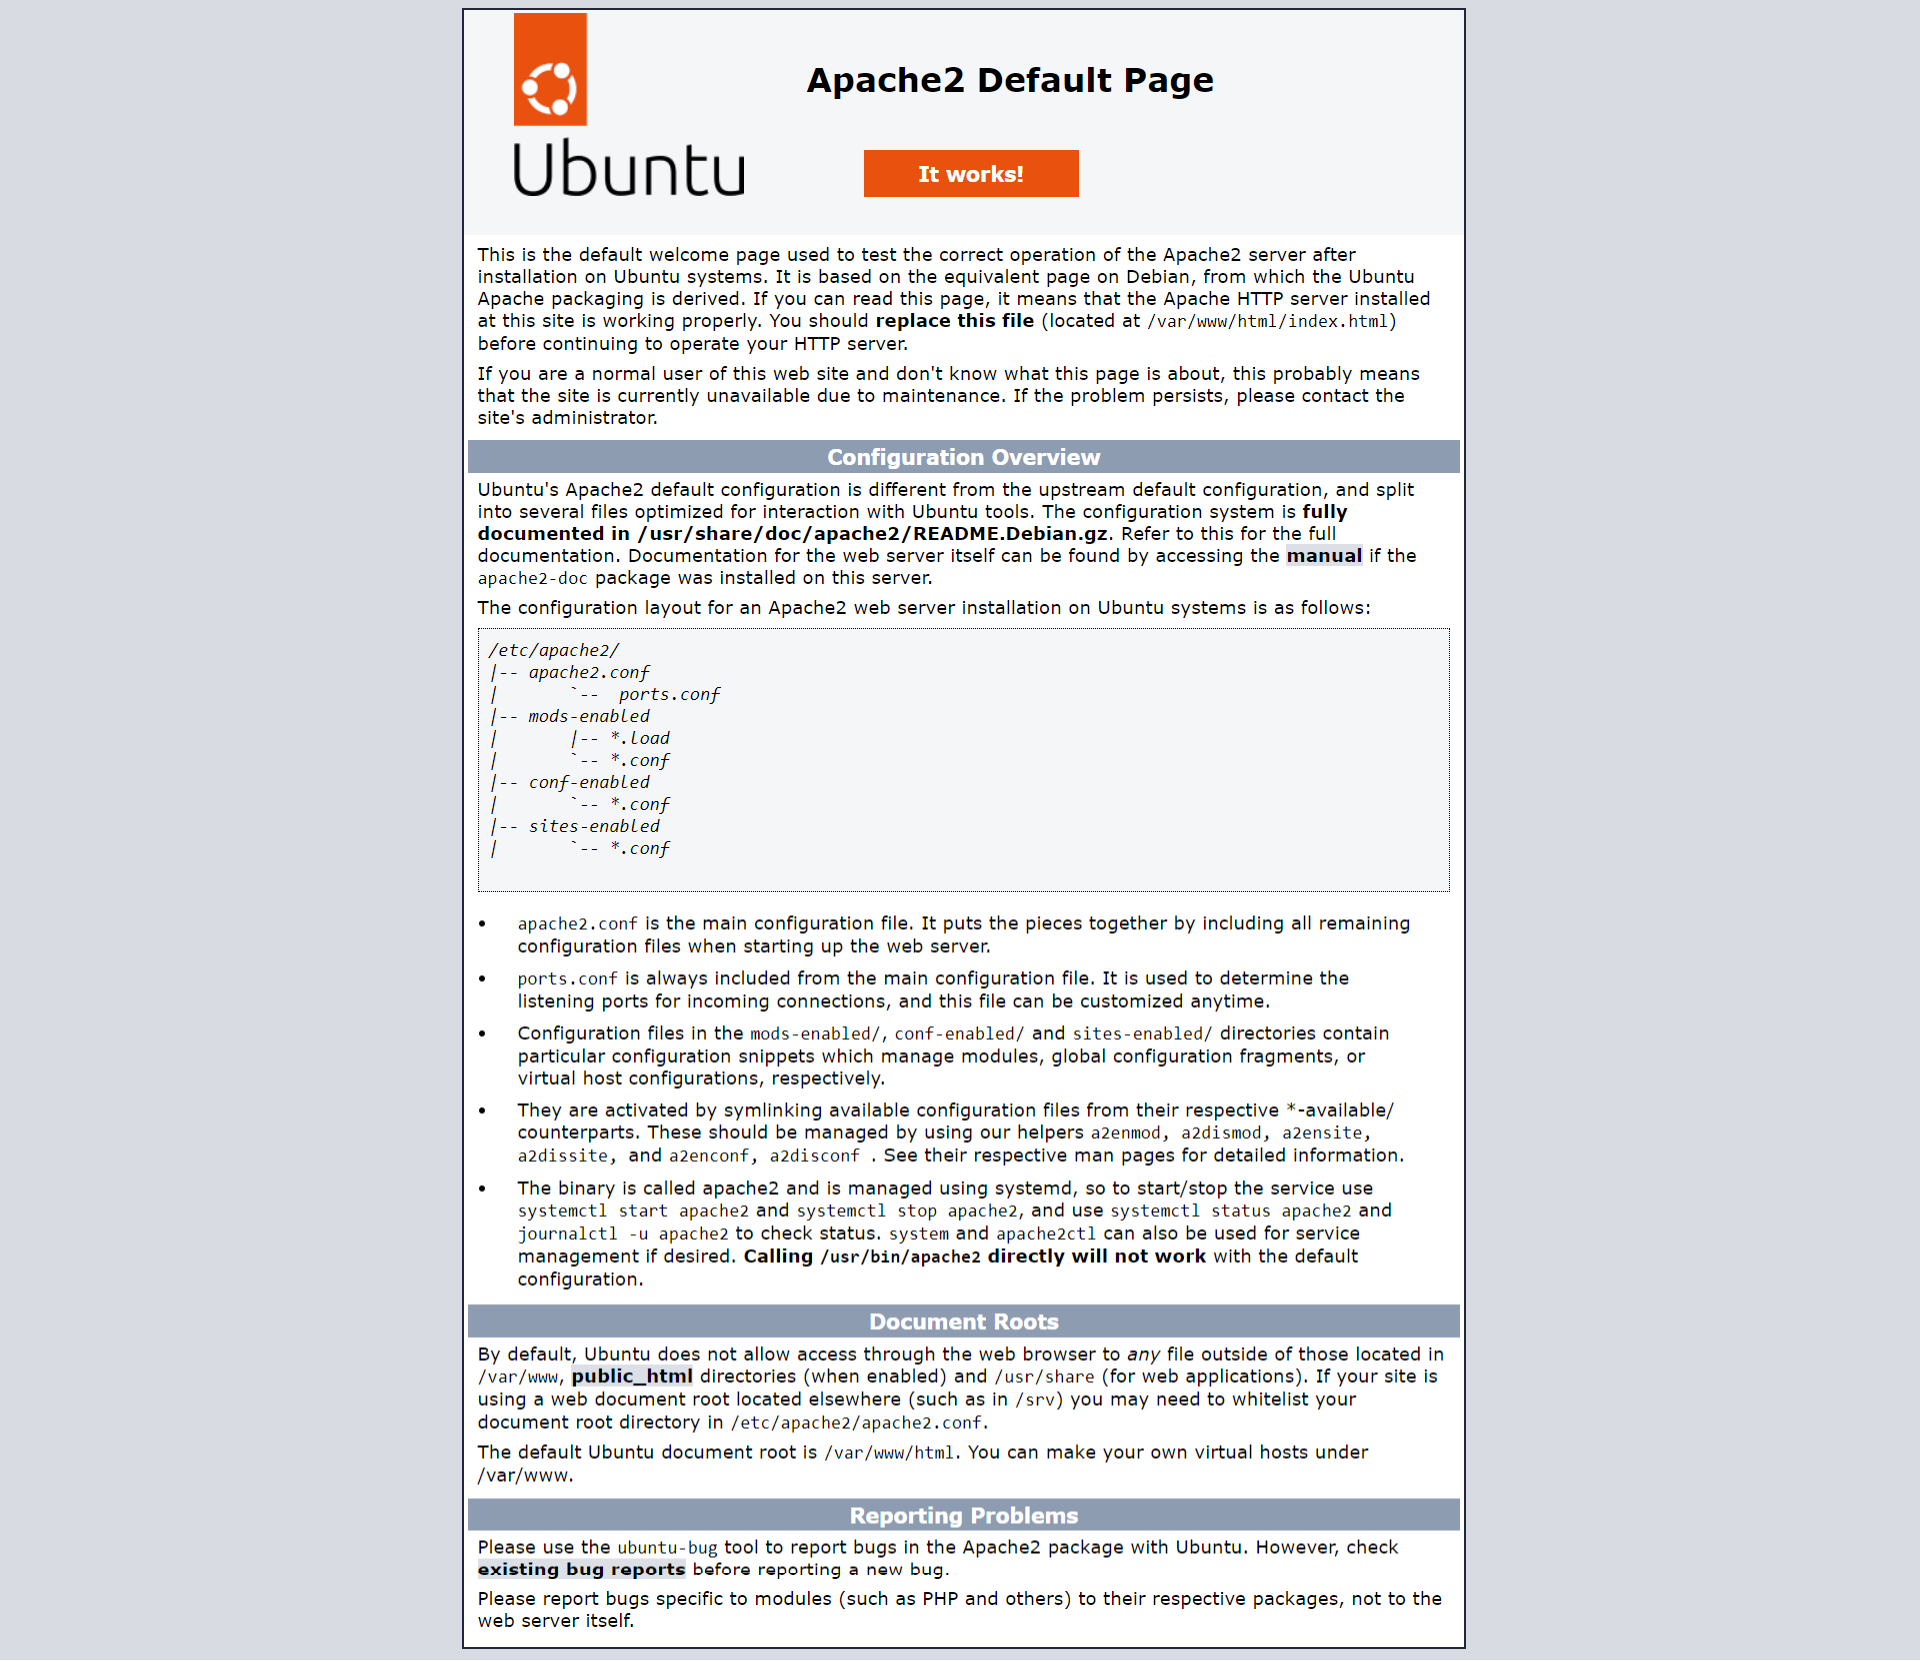 Apache2 Default Page
Ubuntu
It works!
This is the default welcome page used to test the correct operation of the Apache2 server after
installation on Ubuntu systems. It is based on the equivalent page on Debian, from which the Ubuntu
Apache packaging is derived. If you can read this page, it means that the Apache HTTP server installed
at this site is working properly. You should replace this file (located at /var/www/html/index.html)
before continuing to operate your HTTP server.
If you are a normal user of this web site and don't know what this page is about, this probably means
that the site is currently unavailable due to maintenance. If the problem persists, please contact the
site's administrator.
Configuration Overview
Ubuntu's Apache2 default configuration is different from the upstream default configuration, and split
into several files optimized for interaction with Ubuntu tools. The configuration system is fully
documented in /usr/share/doc/apache2/README.Debian.gz. Refer to this for the full
documentation. Documentation for the web server itself can be found by accessing the manual if the
apache2-doc package was installed on this server.
The configuration layout for an Apache2 web server installation on Ubuntu systems is as follows:
/etc/apache2/
|-- apache2.conf
|       `--  ports.conf
|-- mods-enabled
|       |-- *.load
|       `-- *.conf
|-- conf-enabled
|       `-- *.conf
|-- sites-enabled
|       `-- *.conf
• apache2.conf is the main configuration file. It puts the pieces together by including all remaining
configuration files when starting up the web server.
• ports.conf is always included from the main configuration file. It is used to determine the
listening ports for incoming connections, and this file can be customized anytime.
• Configuration files in the mods-enabled/, conf-enabled/ and sites-enabled/ directories contain
particular configuration snippets which manage modules, global configuration fragments, or
virtual host configurations, respectively.
• They are activated by symlinking available configuration files from their respective *-available/
counterparts. These should be managed by using our helpers a2enmod, a2dismod, a2ensite,
a2dissite, and a2enconf, a2disconf . See their respective man pages for detailed information.
• The binary is called apache2 and is managed using systemd, so to start/stop the service use
systemctl start apache2 and systemctl stop apache2, and use systemctl status apache2 and
journalctl -u apache2 to check status. system and apache2ctl can also be used for service
management if desired. Calling /usr/bin/apache2 directly will not work with the default
configuration.
Document Roots
By default, Ubuntu does not allow access through the web browser to any file outside of those located in
/var/www, public_html directories (when enabled) and /usr/share (for web applications). If your site is
using a web document root located elsewhere (such as in /srv) you may need to whitelist your
document root directory in /etc/apache2/apache2.conf.
The default Ubuntu document root is /var/www/html. You can make your own virtual hosts under
/var/www.
Reporting Problems
Please use the ubuntu-bug tool to report bugs in the Apache2 package with Ubuntu. However, check
existing bug reports before reporting a new bug.
Please report bugs specific to modules (such as PHP and others) to their respective packages, not to the
web server itself.